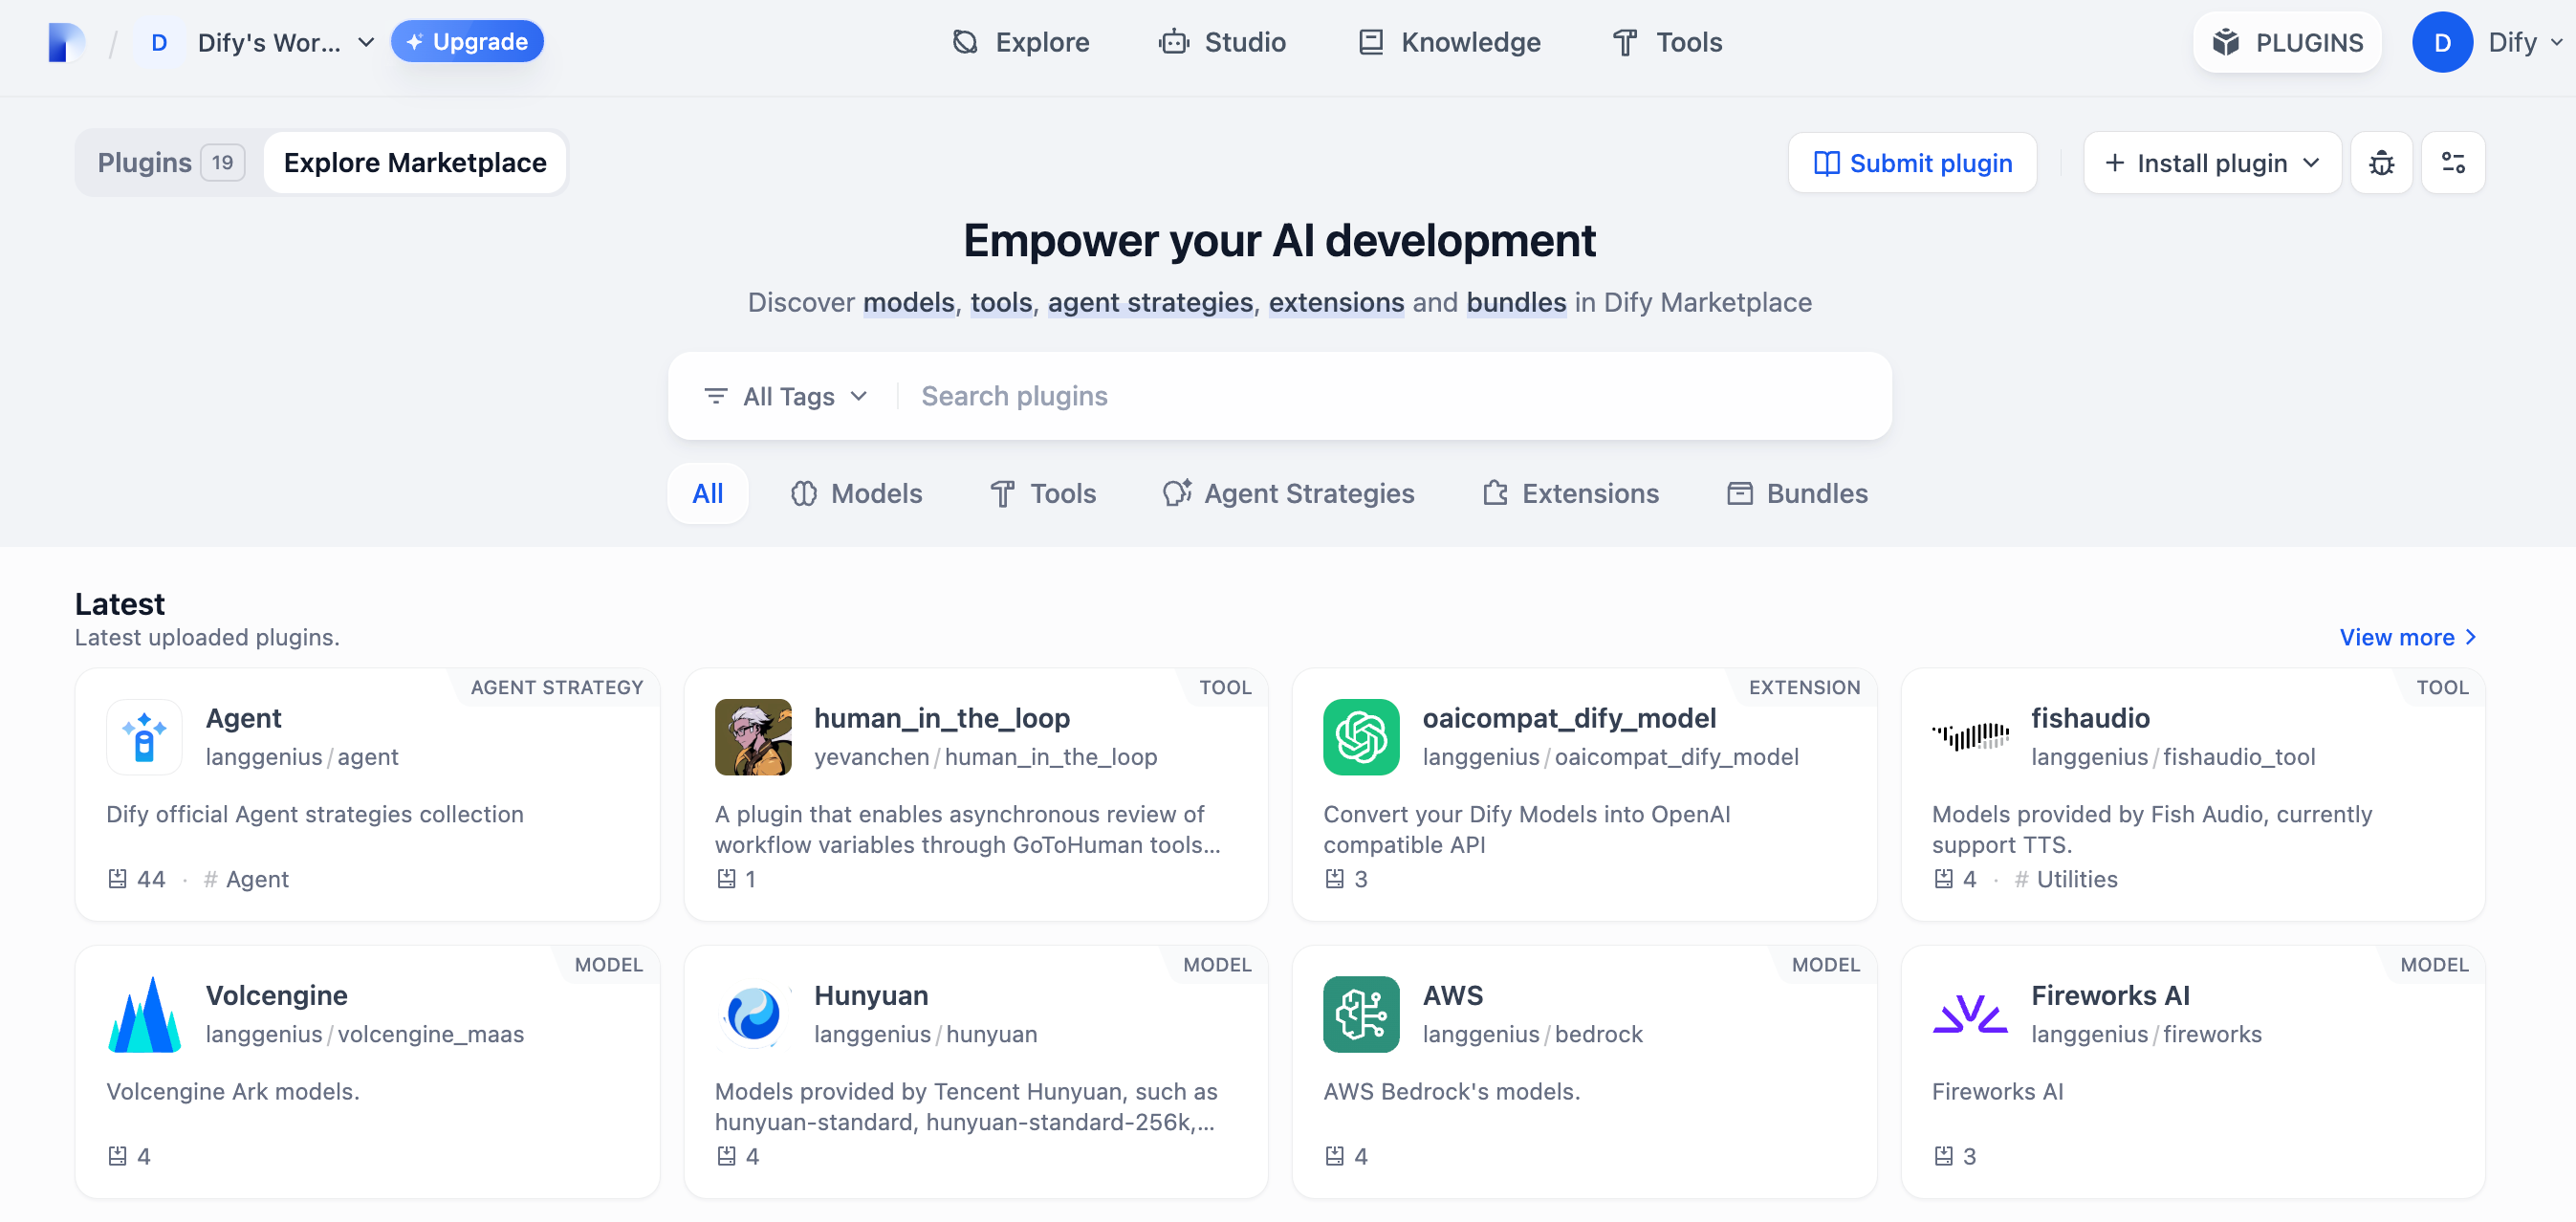 / D Dify's Wor... Upgrade
Explore
Studio
Knowledge
Tools
PLUGINS
D Dify
Plugins 19
Explore Marketplace
Submit plugin
+ Install plugin
Empower your AI development
Discover models, tools, agent strategies, extensions and bundles in Dify Marketplace
All Tags
Search plugins
All
Models
Tools
Agent Strategies
Extensions
Bundles
Latest
Latest uploaded plugins.
View more
AGENT STRATEGY
Agent
langgenius/agent
Dify official Agent strategies collection
44 · # Agent
TOOL
human_in_the_loop
yevanchen/human_in_the_loop
A plugin that enables asynchronous review of
workflow variables through GoToHuman tools...
1
EXTENSION
oaicompat_dify_model
langgenius/oaicompat_dify_model
Convert your Dify Models into OpenAI
compatible API
3
TOOL
fishaudio
langgenius/fishaudio_tool
Models provided by Fish Audio, currently
support TTS.
4 · # Utilities
MODEL
Volcengine
langgenius/volcengine_maas
Volcengine Ark models.
4
MODEL
Hunyuan
langgenius/hunyuan
Models provided by Tencent Hunyuan, such as
hunyuan-standard, hunyuan-standard-256k,...
4
MODEL
AWS
langgenius/bedrock
AWS Bedrock's models.
4
MODEL
Fireworks AI
langgenius/fireworks
Fireworks AI
3